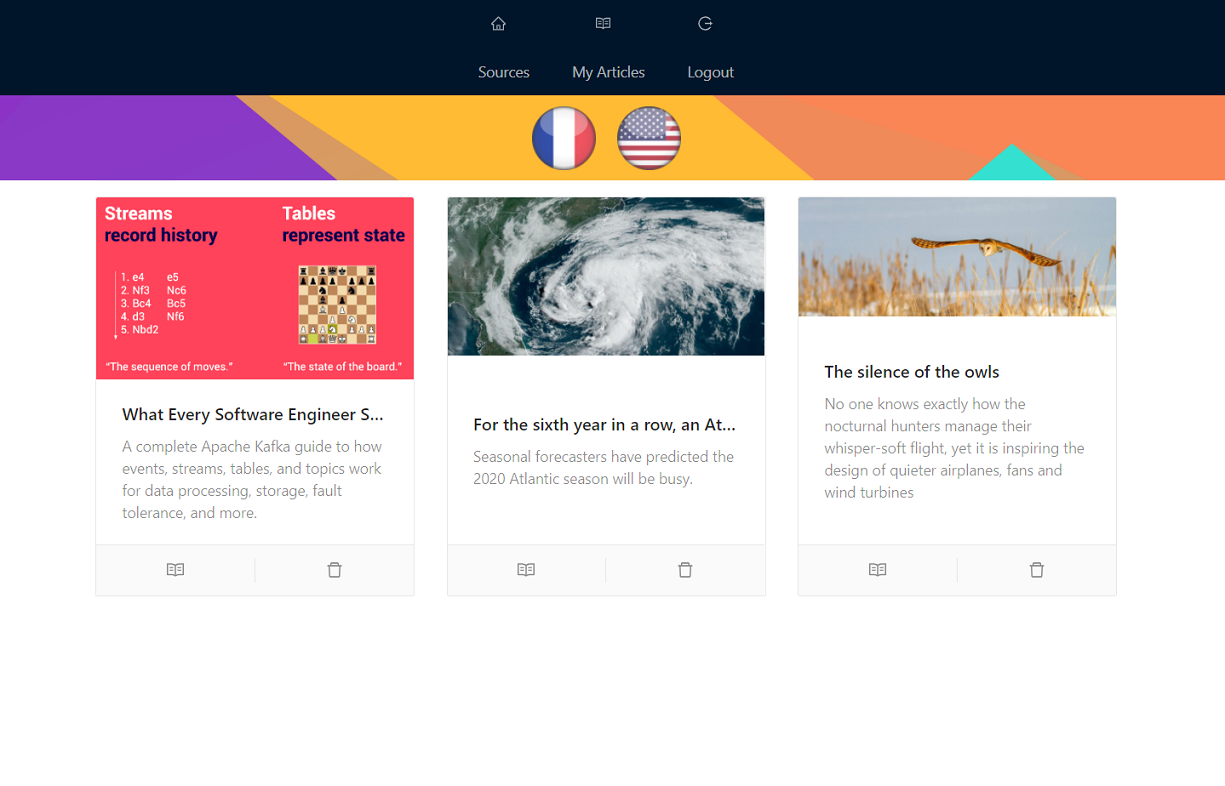 Sources My Articles Logout
Streams Tables
record history represent state
1. e4 e5
2. Nf3 Nc6
3. Bc4 Bc5
4. d3 Nf6
5. Nbd2
"The sequence of moves." "The state of the board."
What Every Software Engineer S...
A complete Apache Kafka guide to how
events, streams, tables, and topics work
for data processing, storage, fault
tolerance, and more.
For the sixth year in a row, an At...
Seasonal forecasters have predicted the
2020 Atlantic season will be busy.
The silence of the owls
No one knows exactly how the
nocturnal hunters manage their
whisper-soft flight, yet it is inspiring the
design of quieter airplanes, fans and
wind turbines